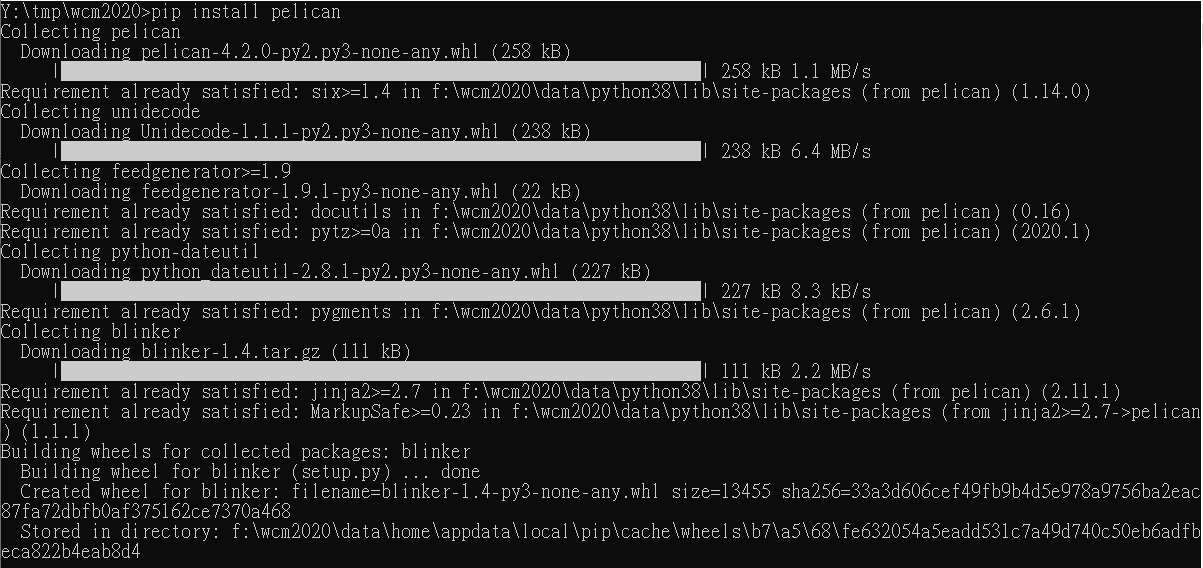 Y:\tmp\wcm2020>pip install pelican
Collecting pelican
  Downloading pelican-4.2.0-py2.py3-none-any.whl (258 kB)
     |████████████████████████████████| 258 kB 1.1 MB/s
Requirement already satisfied: six>=1.4 in f:\wcm2020\data\python38\lib\site-packages (from pelican) (1.14.0)
Collecting unidecode
  Downloading Unidecode-1.1.1-py2.py3-none-any.whl (238 kB)
     |████████████████████████████████| 238 kB 6.4 MB/s
Collecting feedgenerator>=1.9
  Downloading feedgenerator-1.9.1-py3-none-any.whl (22 kB)
Requirement already satisfied: docutils in f:\wcm2020\data\python38\lib\site-packages (from pelican) (0.16)
Requirement already satisfied: pytz>=0a in f:\wcm2020\data\python38\lib\site-packages (from pelican) (2020.1)
Collecting python-dateutil
  Downloading python_dateutil-2.8.1-py2.py3-none-any.whl (227 kB)
     |████████████████████████████████| 227 kB 8.3 kB/s
Requirement already satisfied: pygments in f:\wcm2020\data\python38\lib\site-packages (from pelican) (2.6.1)
Collecting blinker
  Downloading blinker-1.4.tar.gz (111 kB)
     |████████████████████████████████| 111 kB 2.2 MB/s
Requirement already satisfied: jinja2>=2.7 in f:\wcm2020\data\python38\lib\site-packages (from pelican) (2.11.1)
Requirement already satisfied: MarkupSafe>=0.23 in f:\wcm2020\data\python38\lib\site-packages (from jinja2>=2.7->pelican
) (1.1.1)
Building wheels for collected packages: blinker
  Building wheel for blinker (setup.py) ... done
  Created wheel for blinker: filename=blinker-1.4-py3-none-any.whl size=13455 sha256=33a3d606cef49fb9b4d5e978a9756ba2eac
87fa72dbfb0af375162ce7370a468
  Stored in directory: f:\wcm2020\data\home\appdata\local\pip\cache\wheels\b7\a5\68\fe632054a5eadd531c7a49d740c50eb6adfb
eca822b4eab8d4